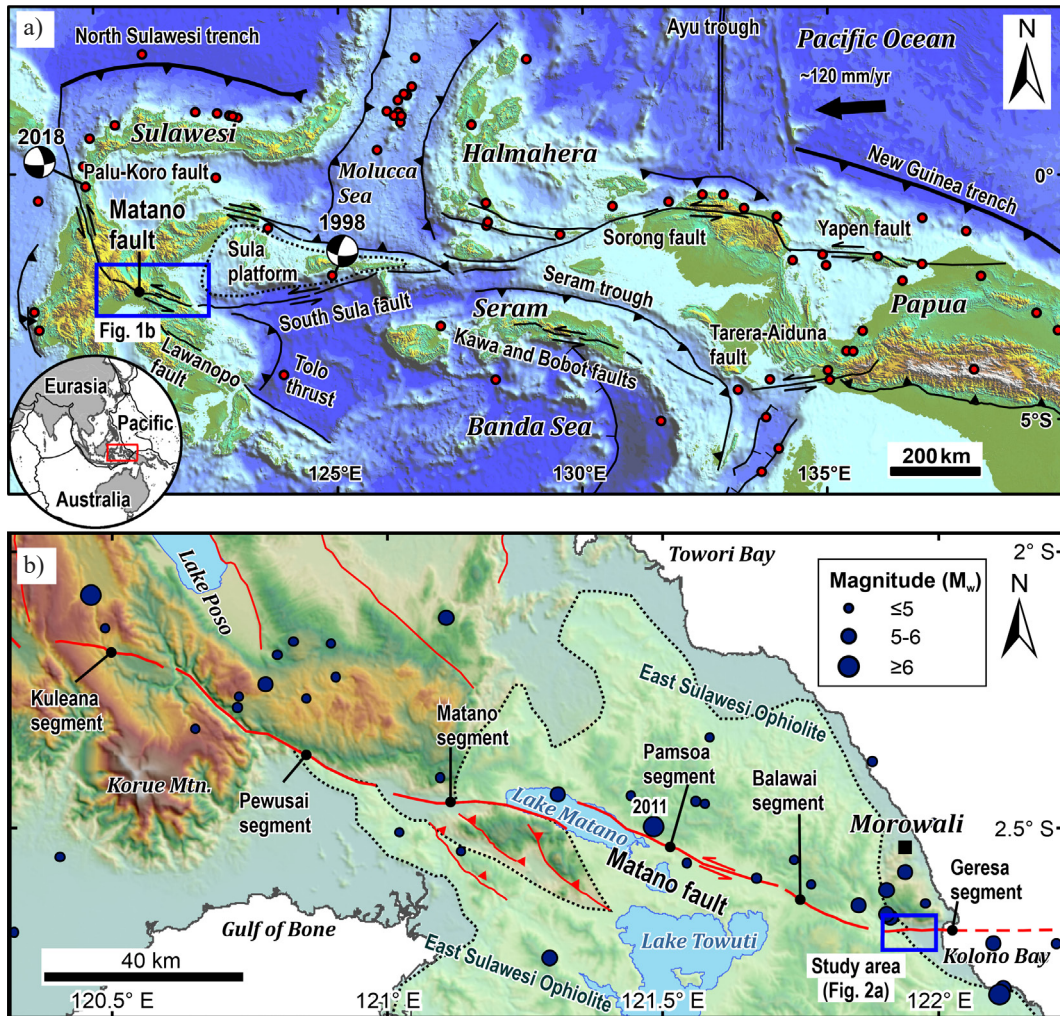 a)
North Sulawesi trench
Ayu trough
Pacific Ocean
N
~120 mm/yr
2018
Sulawesi
Halmahera
Palu-Koro fault
Molucca
Sea
New Guinea trench
0°
Matano
fault
1998
Sula
platform
Sorong fault
Yapen fault
Seram trough
South Sula fault
Seram
Papua
Fig. 1b
Lawanopo
fault
Tolo
thrust
Kawa and Bobot faults
Tarera-Aiduna
fault
Banda Sea
5°S
Eurasia
Pacific
Australia
125°E
130°E
135°E
200 km
b)
Towori Bay
2° S
Lake Poso
Magnitude (Mw)
≤5
5-6
≥6
N
Kuleana
segment
East Sulawesi Ophiolite
Matano
segment
Korue Mtn.
Pewusai
segment
Pamsoa
segment
Balawai
segment
2011
Lake Matano
Morowali
2.5° S
Matano fault
Geresa
segment
Gulf of Bone
Lake Towuti
East Sulawesi Ophiolite
Study area
(Fig. 2a)
Kolono Bay
40 km
120.5° E
121° E
121.5° E
122° E